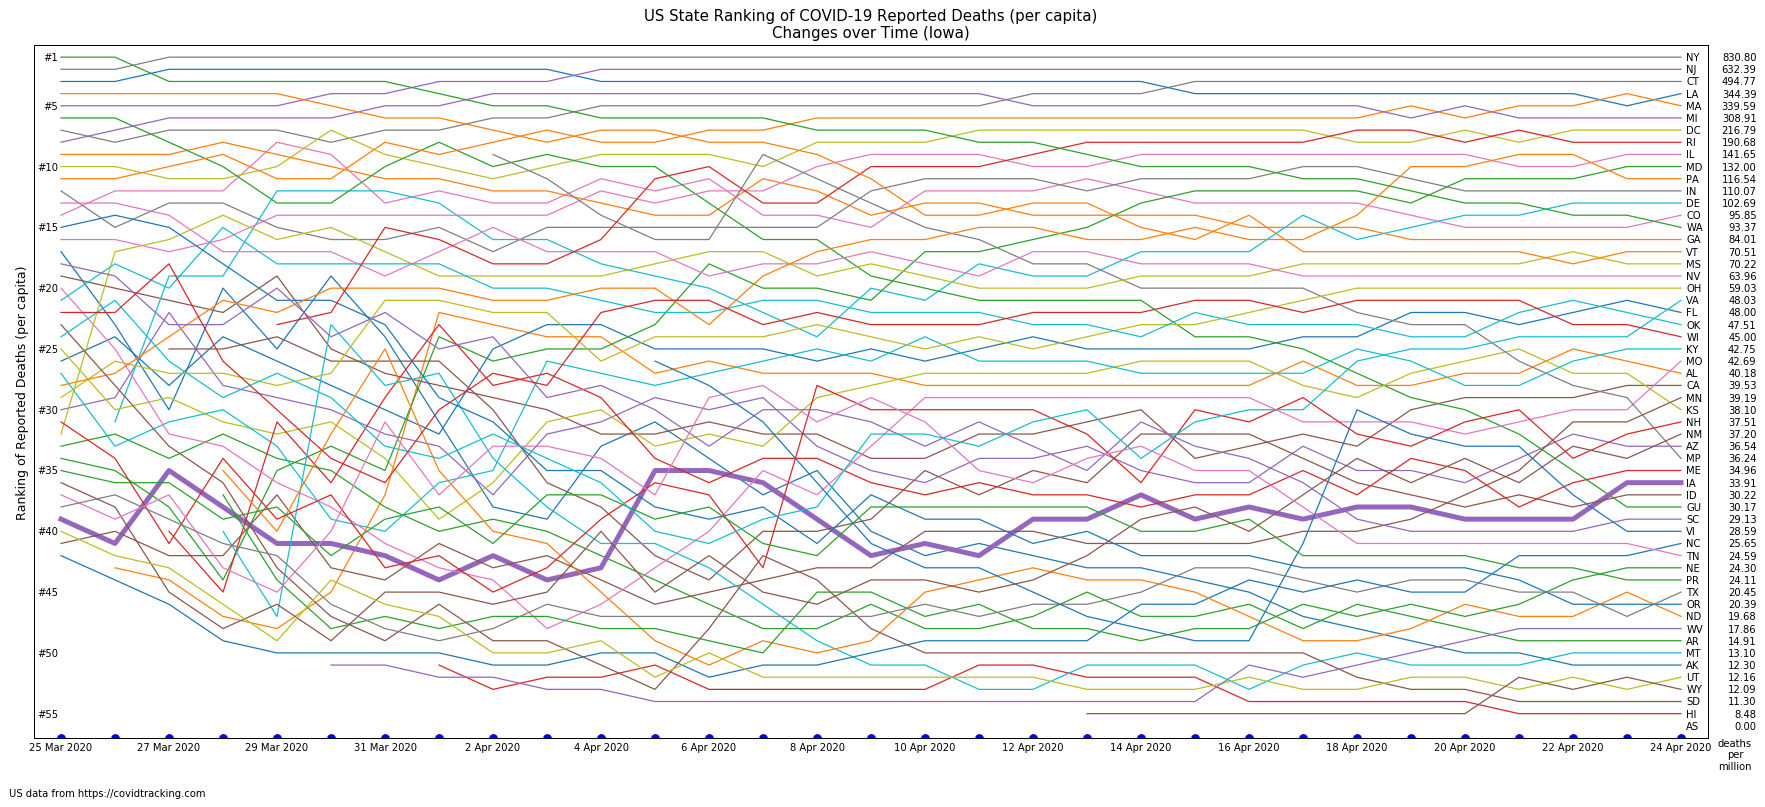 US State Ranking of COVID-19 Reported Deaths (per capita)
Changes over Time (Iowa)
Ranking of Reported Deaths (per capita)
#1
#5
#10
#15
#20
#25
#30
#35
#40
#45
#50
#55
NY 830.80
NJ 632.39
CT 494.77
LA 344.39
MA 339.59
MI 308.91
DC 216.79
RI 190.68
IL 141.65
MD 132.00
PA 116.54
IN 110.07
DE 102.69
CO 95.85
WA 93.37
GA 84.01
VT 70.51
MS 70.22
NV 63.96
OH 59.03
VA 48.03
FL 48.00
OK 47.51
WI 45.00
KY 42.75
MO 42.69
AL 40.18
CA 39.53
MN 39.19
KS 38.10
NH 37.51
NM 37.20
AZ 36.54
MP 36.24
ME 34.96
IA 33.91
ID 30.22
GU 30.17
SC 29.13
VI 28.59
NC 25.65
TN 24.59
NE 24.30
PR 24.11
TX 20.45
OR 20.39
ND 19.68
WV 17.86
AR 14.91
MT 13.10
AK 12.30
UT 12.16
WY 12.09
SD 11.30
HI 8.48
AS 0.00
25 Mar 2020 27 Mar 2020 29 Mar 2020 31 Mar 2020 2 Apr 2020 4 Apr 2020 6 Apr 2020 8 Apr 2020 10 Apr 2020 12 Apr 2020 14 Apr 2020 16 Apr 2020 18 Apr 2020 20 Apr 2020 22 Apr 2020 24 Apr 2020
deaths
per
million
US data from https://covidtracking.com